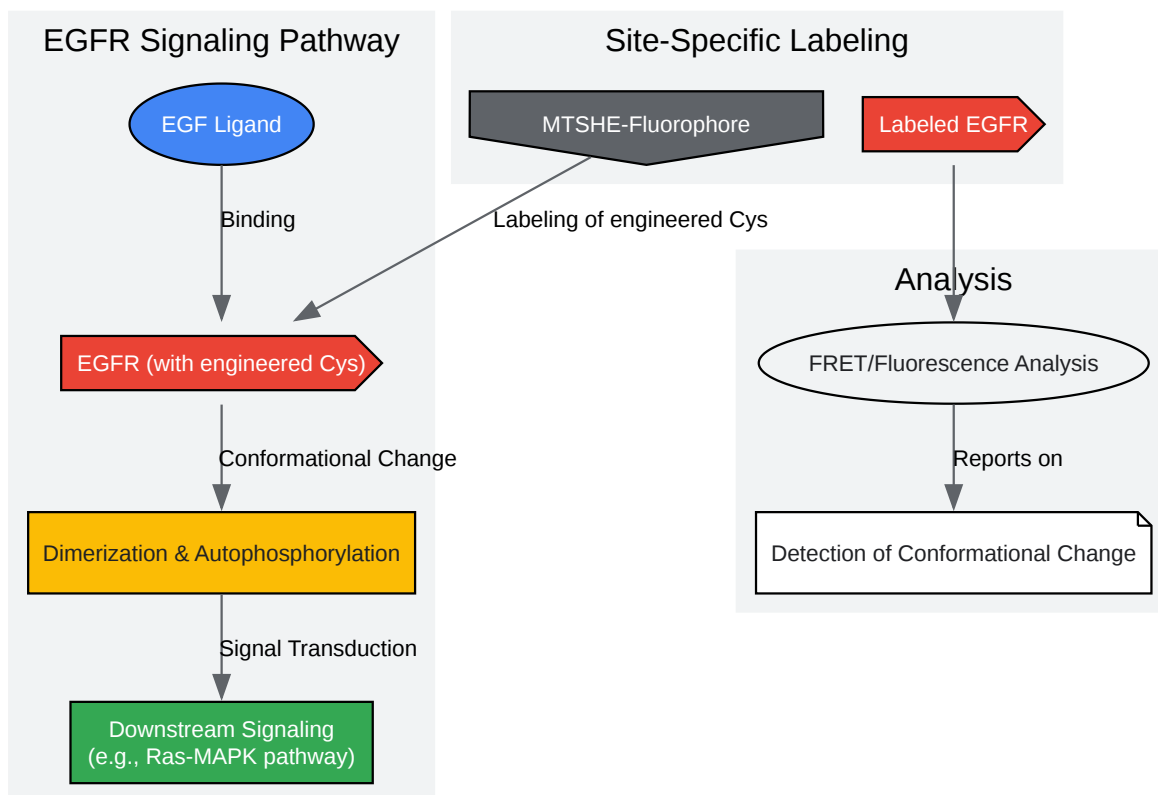 EGFR Signaling Pathway
Site-Specific Labeling
EGF Ligand
MTSHE-Fluorophore
Labeled EGFR
Binding
Labeling of engineered Cys
Analysis
EGFR (with engineered Cys)
FRET/Fluorescence Analysis
Conformational Change
Reports on
Dimerization & Autophosphorylation
Detection of Conformational Change
Signal Transduction
Downstream Signaling
(e.g., Ras-MAPK pathway)